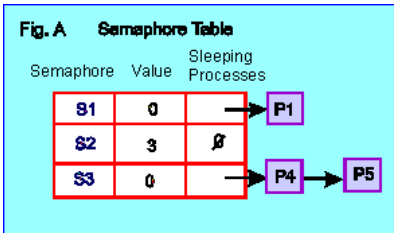 Fig. A Semaphore Table
Sleeping
Semaphore Value Processes
S1 0 P1
S2 3 Ø
S3 0 P4 P5